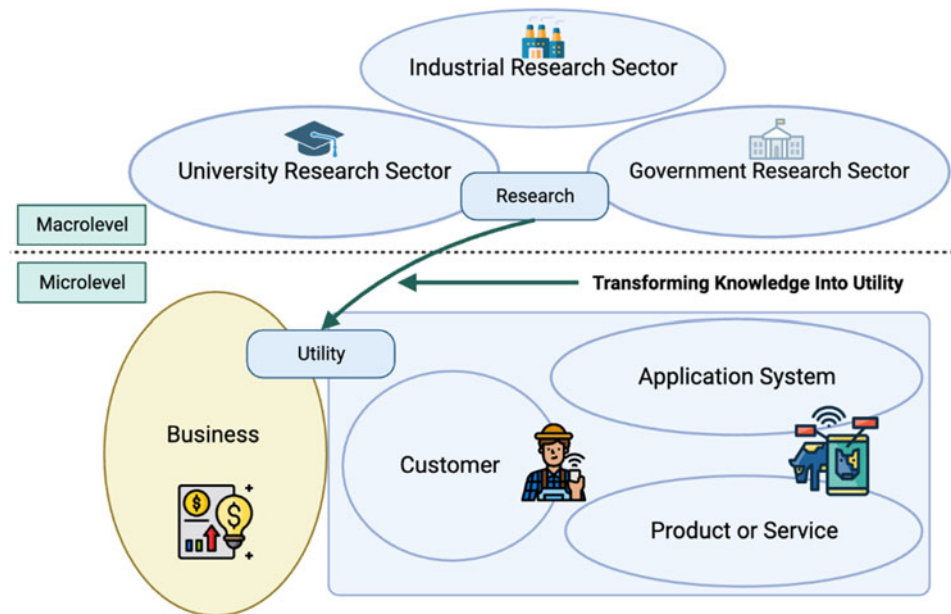 Industrial Research Sector
University Research Sector
Government Research Sector
Research
Macrolevel
Microlevel
Transforming Knowledge Into Utility
Utility
Application System
Business
Customer
Product or Service